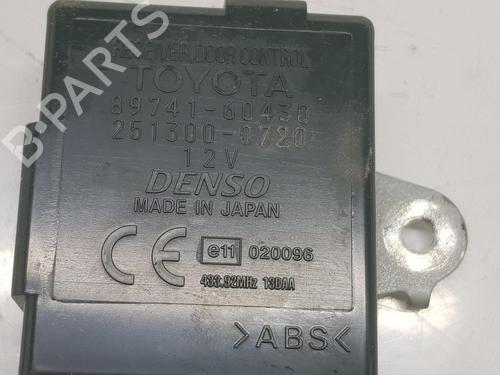 RECEIVER,DOOR CONTROL
TOYOTA
89741-60430
251300-0720
12V
DENSO
MADE IN JAPAN
CE e11 020096
433.92MHz 13DAA
>ABS<
B-PARTS